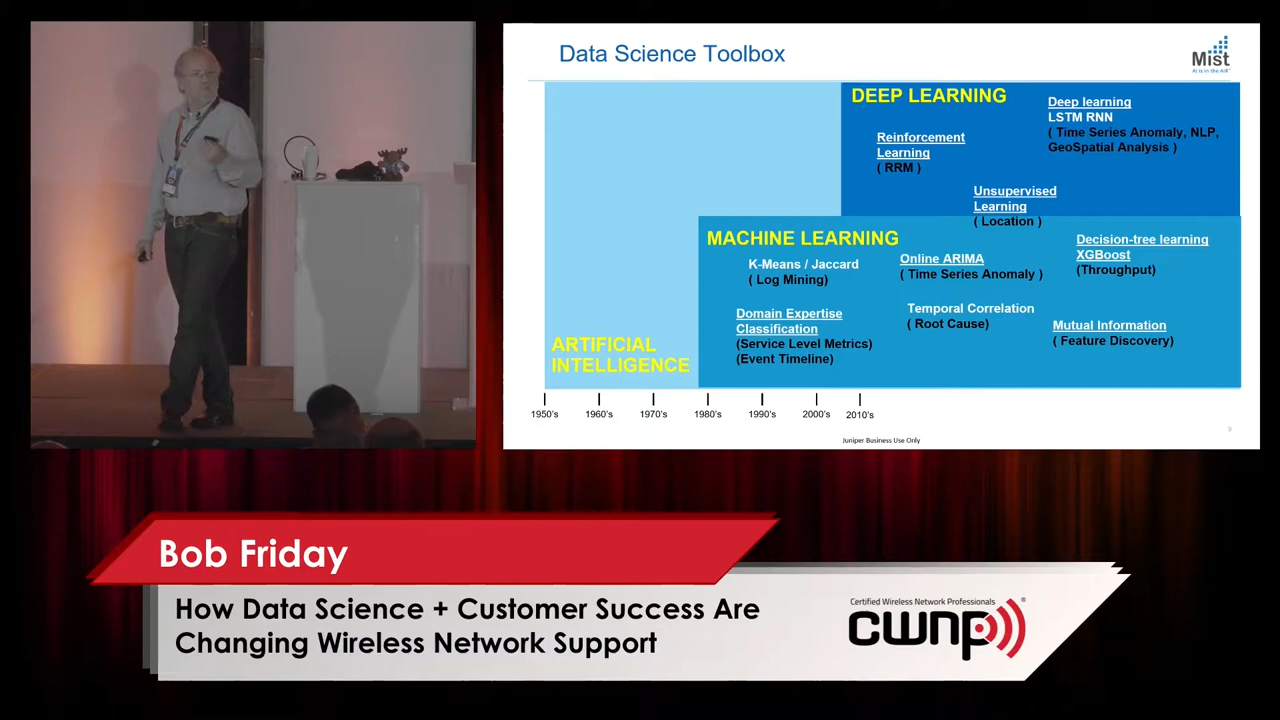 Data Science Toolbox
Mist
AI is in the AIR™
DEEP LEARNING
Deep learning
LSTM RNN
( Time Series Anomaly, NLP,
GeoSpatial Analysis )
Reinforcement
Learning
( RRM )
Unsupervised
Learning
( Location )
MACHINE LEARNING
K-Means / Jaccard
( Log Mining)
Online ARIMA
( Time Series Anomaly )
Decision-tree learning
XGBoost
(Throughput)
Domain Expertise
Classification
(Service Level Metrics)
(Event Timeline)
Temporal Correlation
( Root Cause)
Mutual Information
( Feature Discovery)
ARTIFICIAL
INTELLIGENCE
1950's 1960's 1970's 1980's 1990's 2000's 2010's
9
Juniper Business Use Only
Bob Friday
How Data Science + Customer Success Are
Changing Wireless Network Support
Certified Wireless Network Professionals
cwnp®